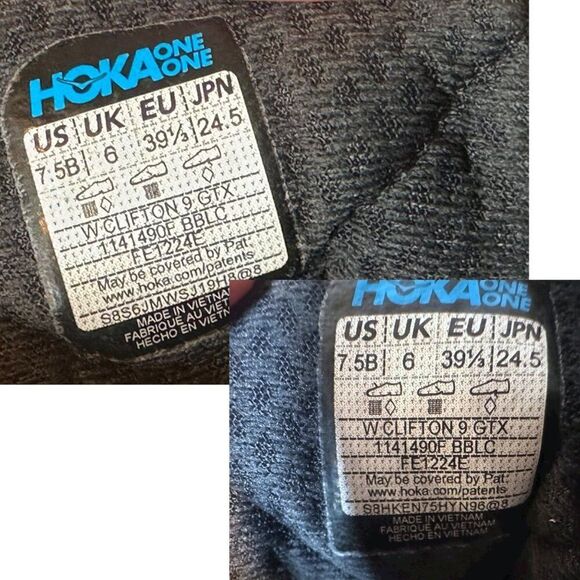 HOKA ONE ONE
US UK EU JPN
7.5B 6 39⅓ 24.5
W CLIFTON 9 GTX
1141490F BBLC
FE1224E
May be covered by Pat.
www.hoka.com/patents
S8S6JMWSJ19H8@8
MADE IN VIETNAM
FABRIQUÉ AU VIETNAM
HECHO EN VIETNAM
HOKA ONE ONE
US UK EU JPN
7.5B 6 39⅓ 24.5
W CLIFTON 9 GTX
1141490F BBLC
FE1224E
May be covered by Pat.
www.hoka.com/patents
S8HKEN75HYN96@8
MADE IN VIETNAM
FABRIQUE AU VIETNAM
HECHO EN VIETNAM